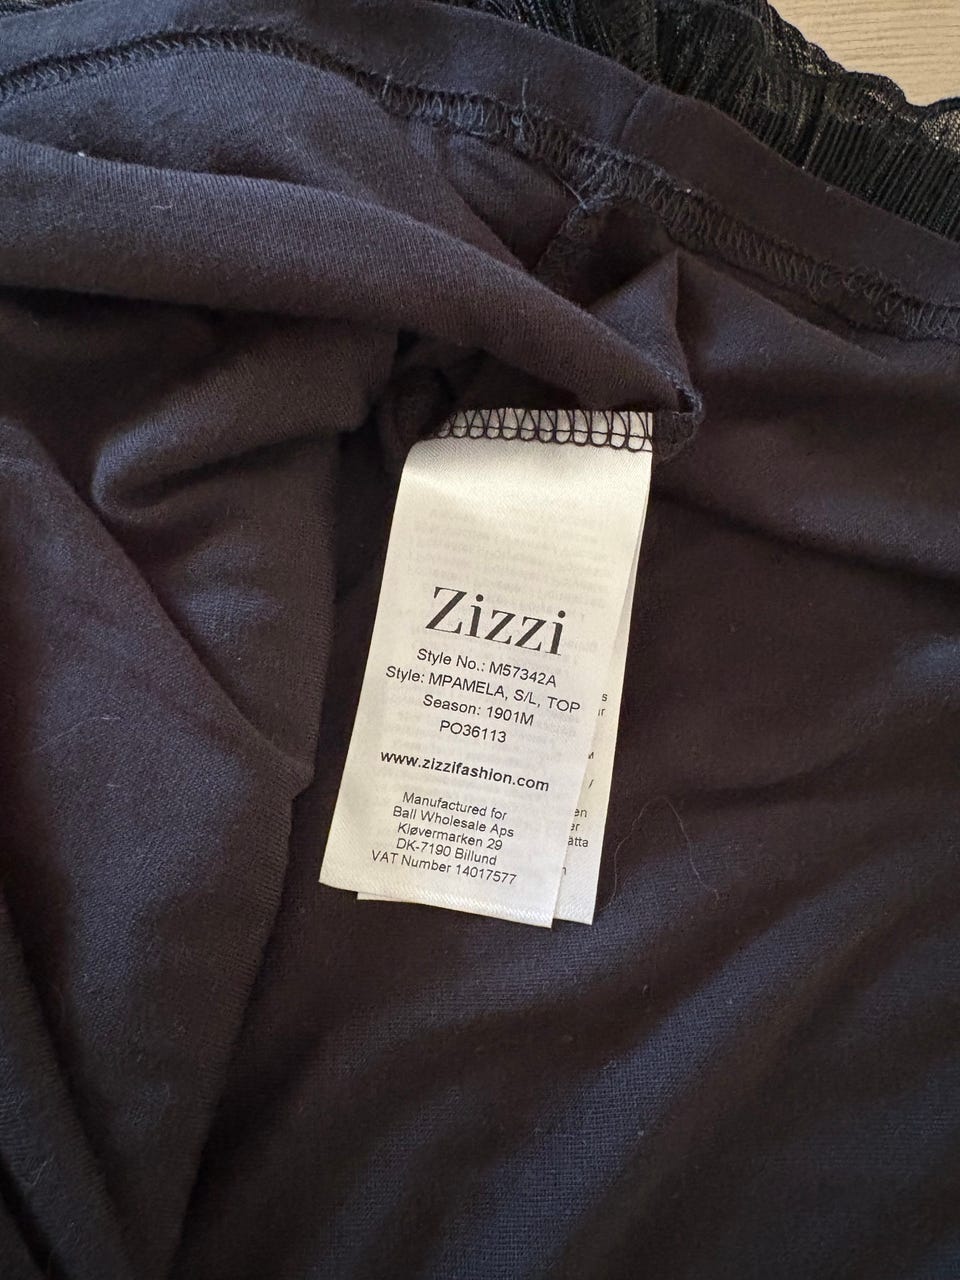 Zizzi
Style No.: M57342A
Style: MPAMELA, S/L, TOP
Season: 1901M
PO36113
www.zizzifashion.com
Manufactured for
Ball Wholesale Aps
Kløvermarken 29
DK-7190 Billund
VAT Number 14017577